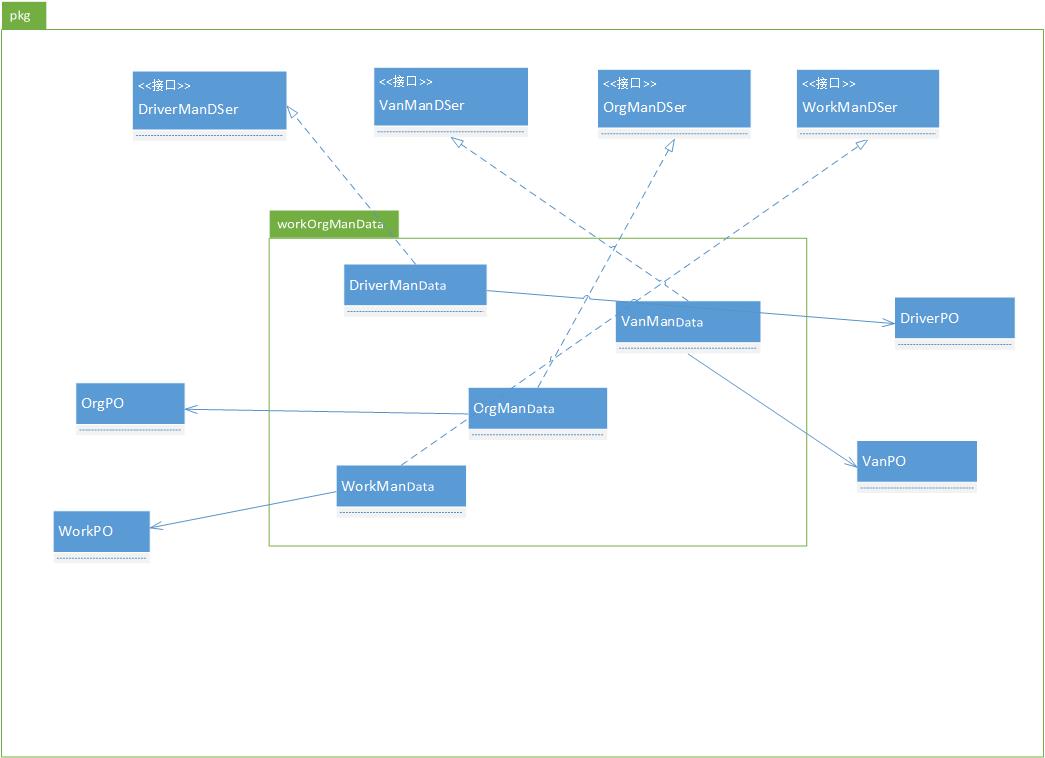 pkg
<<接口>>
DriverManDSer
<<接口>>
VanManDSer
<<接口>>
OrgManDSer
<<接口>>
WorkManDSer
workOrgManData
DriverManData
VanManData
DriverPO
OrgPO
OrgManData
VanPO
WorkManData
WorkPO